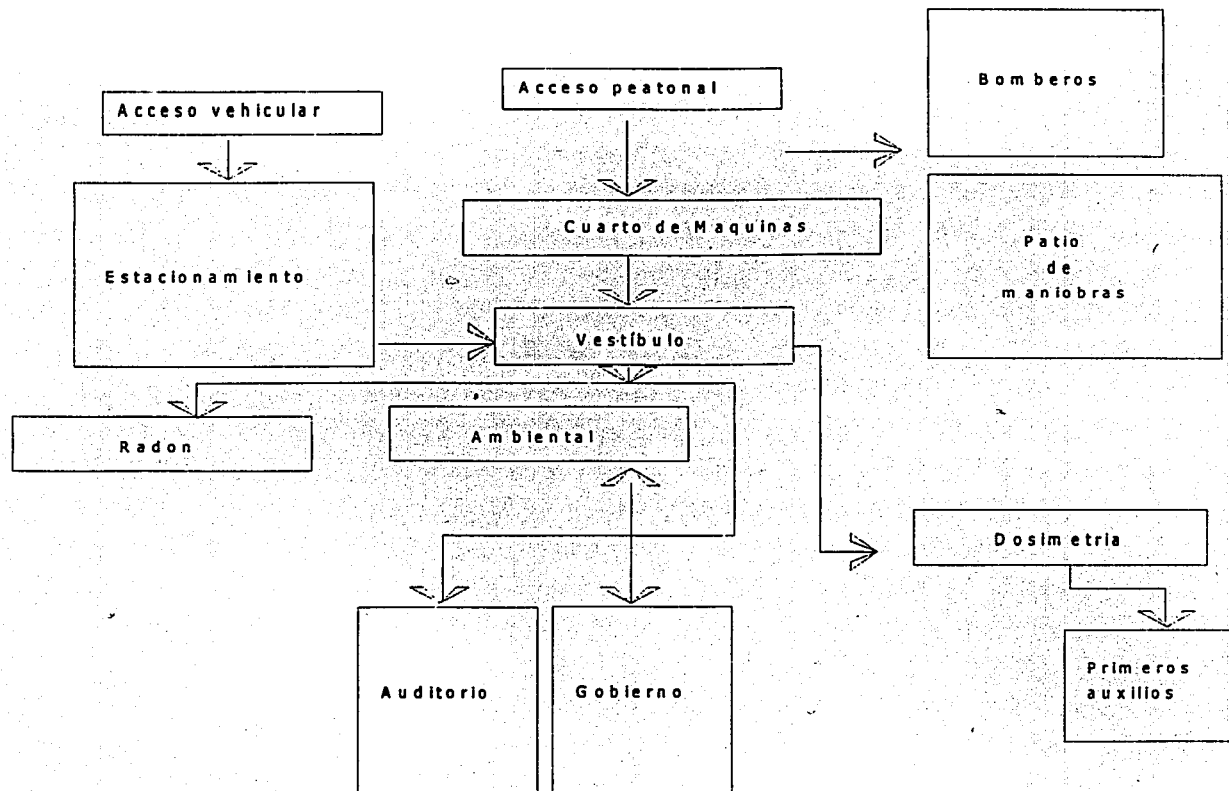 Bomberos
Acceso peatonal
Acceso vehicular
Cuarto de Maquinas
Patio
de
maniobras
Estacionamiento
Vestíbulo
Radon
Ambiental
Dosimetria
Auditorio
Gobierno
Primeros
auxilios